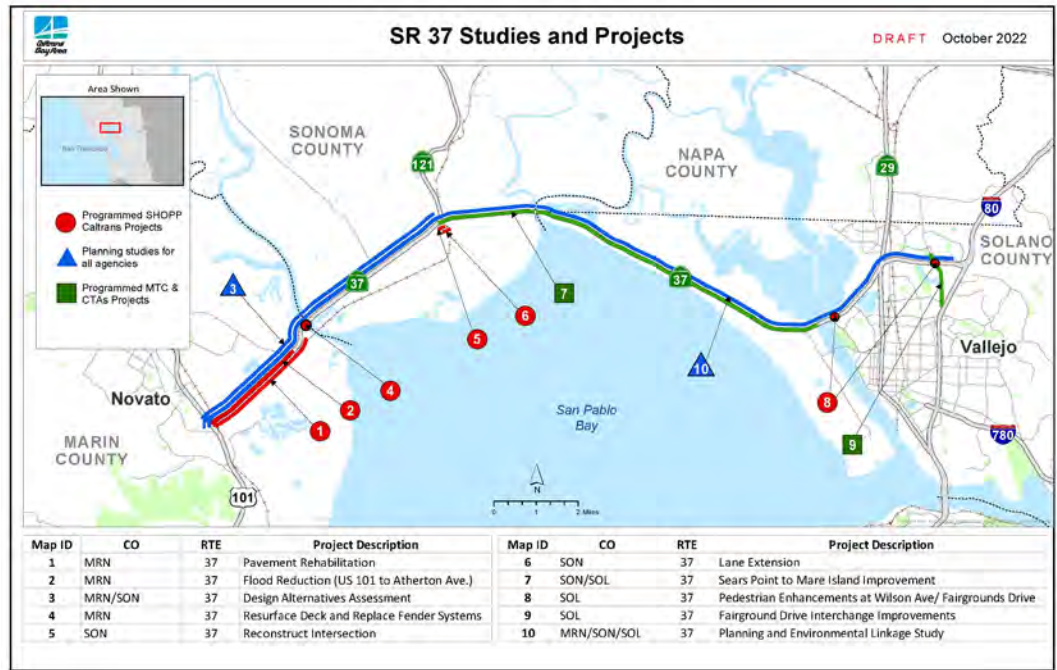 Caltrans
Bay Area
SR 37 Studies and Projects
DRAFT October 2022
Area Shown
San Francisco
Programmed SHOPP
Caltrans Projects
Planning studies for
all agencies
Programmed MTC &
CTAs Projects
SONOMA
COUNTY
NAPA
COUNTY
SOLANO
COUNTY
MARIN
COUNTY
121
29
80
37
37
780
101
3
7
6
5
4
2
1
10
8
9
Novato
Vallejo
San Pablo
Bay
N
0 1 2 Miles
Map ID CO RTE Project Description
1 MRN 37 Pavement Rehabilitation
2 MRN 37 Flood Reduction (US 101 to Atherton Ave.)
3 MRN/SON 37 Design Alternatives Assessment
4 MRN 37 Resurface Deck and Replace Fender Systems
5 SON 37 Reconstruct Intersection
Map ID CO RTE Project Description
6 SON 37 Lane Extension
7 SON/SOL 37 Sears Point to Mare Island Improvement
8 SOL 37 Pedestrian Enhancements at Wilson Ave/ Fairgrounds Drive
9 SOL 37 Fairground Drive Interchange Improvements
10 MRN/SON/SOL 37 Planning and Environmental Linkage Study